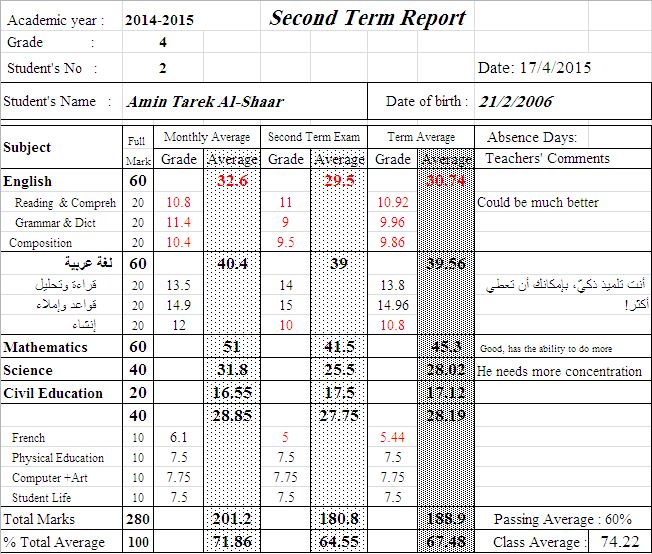 Academic year : 2014-2015 Second Term Report
Grade : 4
Student's No : 2 Date: 17/4/2015
Student's Name : Amin Tarek Al-Shaar Date of birth : 21/2/2006
Subject Full Mark Monthly Average Second Term Exam Term Average Absence Days:
Grade Average Grade Average Grade Average Teachers' Comments
English 60 32.6 29.5 30.74
Reading & Compreh 20 10.8 11 10.92 Could be much better
Grammar & Dict 20 11.4 9 9.96
Composition 20 10.4 9.5 9.86
لغة عربية 60 40.4 39 39.56
قراءة وتحليل 20 13.5 14 13.8 أنت تلميذ ذكيّ، بإمكانك أن تعطي
قواعد وإملاء 20 14.9 15 14.96 أكثر!
إنشاء 20 12 10 10.8
Mathematics 60 51 41.5 45.3 Good, has the ability to do more
Science 40 31.8 25.5 28.02 He needs more concentration
Civil Education 20 16.55 17.5 17.12
40 28.85 27.75 28.19
French 10 6.1 5 5.44
Physical Education 10 7.5 7.5 7.5
Computer +Art 10 7.75 7.75 7.75
Student Life 10 7.5 7.5 7.5
Total Marks 280 201.2 180.8 188.9 Passing Average : 60%
% Total Average 100 71.86 64.55 67.48 Class Average : 74.22